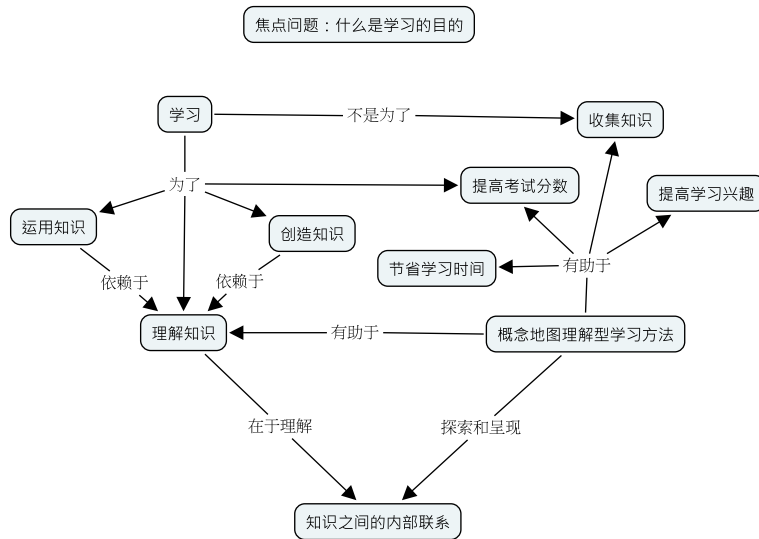 焦点问题：什么是学习的目的
学习
不是为了
收集知识
为了
提高考试分数
提高学习兴趣
运用知识
创造知识
节省学习时间
有助于
依赖于
依赖于
理解知识
有助于
概念地图理解型学习方法
在于理解
探索和呈现
知识之间的内部联系